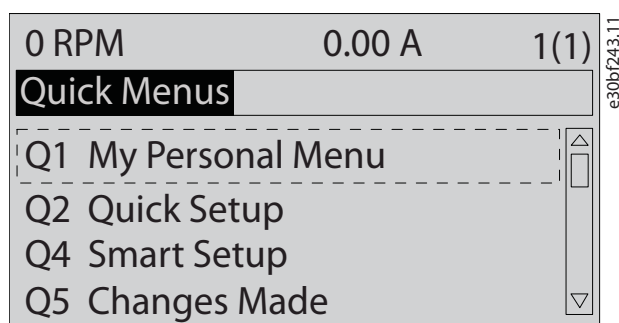 0 RPM 0.00 A 1(1)
Quick Menus
Q1 My Personal Menu
Q2 Quick Setup
Q4 Smart Setup
Q5 Changes Made
e30bf243.11